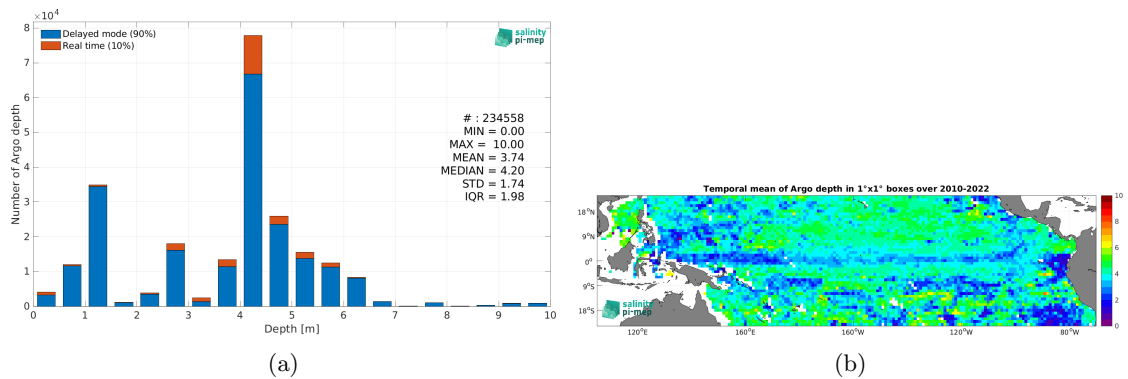 ×10⁴
8
7
6
5
4
3
2
1
0
Number of Argo depth
Delayed mode (90%)
Real time (10%)
salinity
pi-mep
# : 234558
MIN = 0.00
MAX = 10.00
MEAN = 3.74
MEDIAN = 4.20
STD = 1.74
IQR = 1.98
0 1 2 3 4 5 6 7 8 9 10
Depth [m]
(a)
Temporal mean of Argo depth in 1°x1° boxes over 2010-2022
18°N
9°N
0°
9°S
18°S
salinity
pi-mep
120°E 160°E 160°W 120°W 80°W
10
8
6
4
2
0
(b)